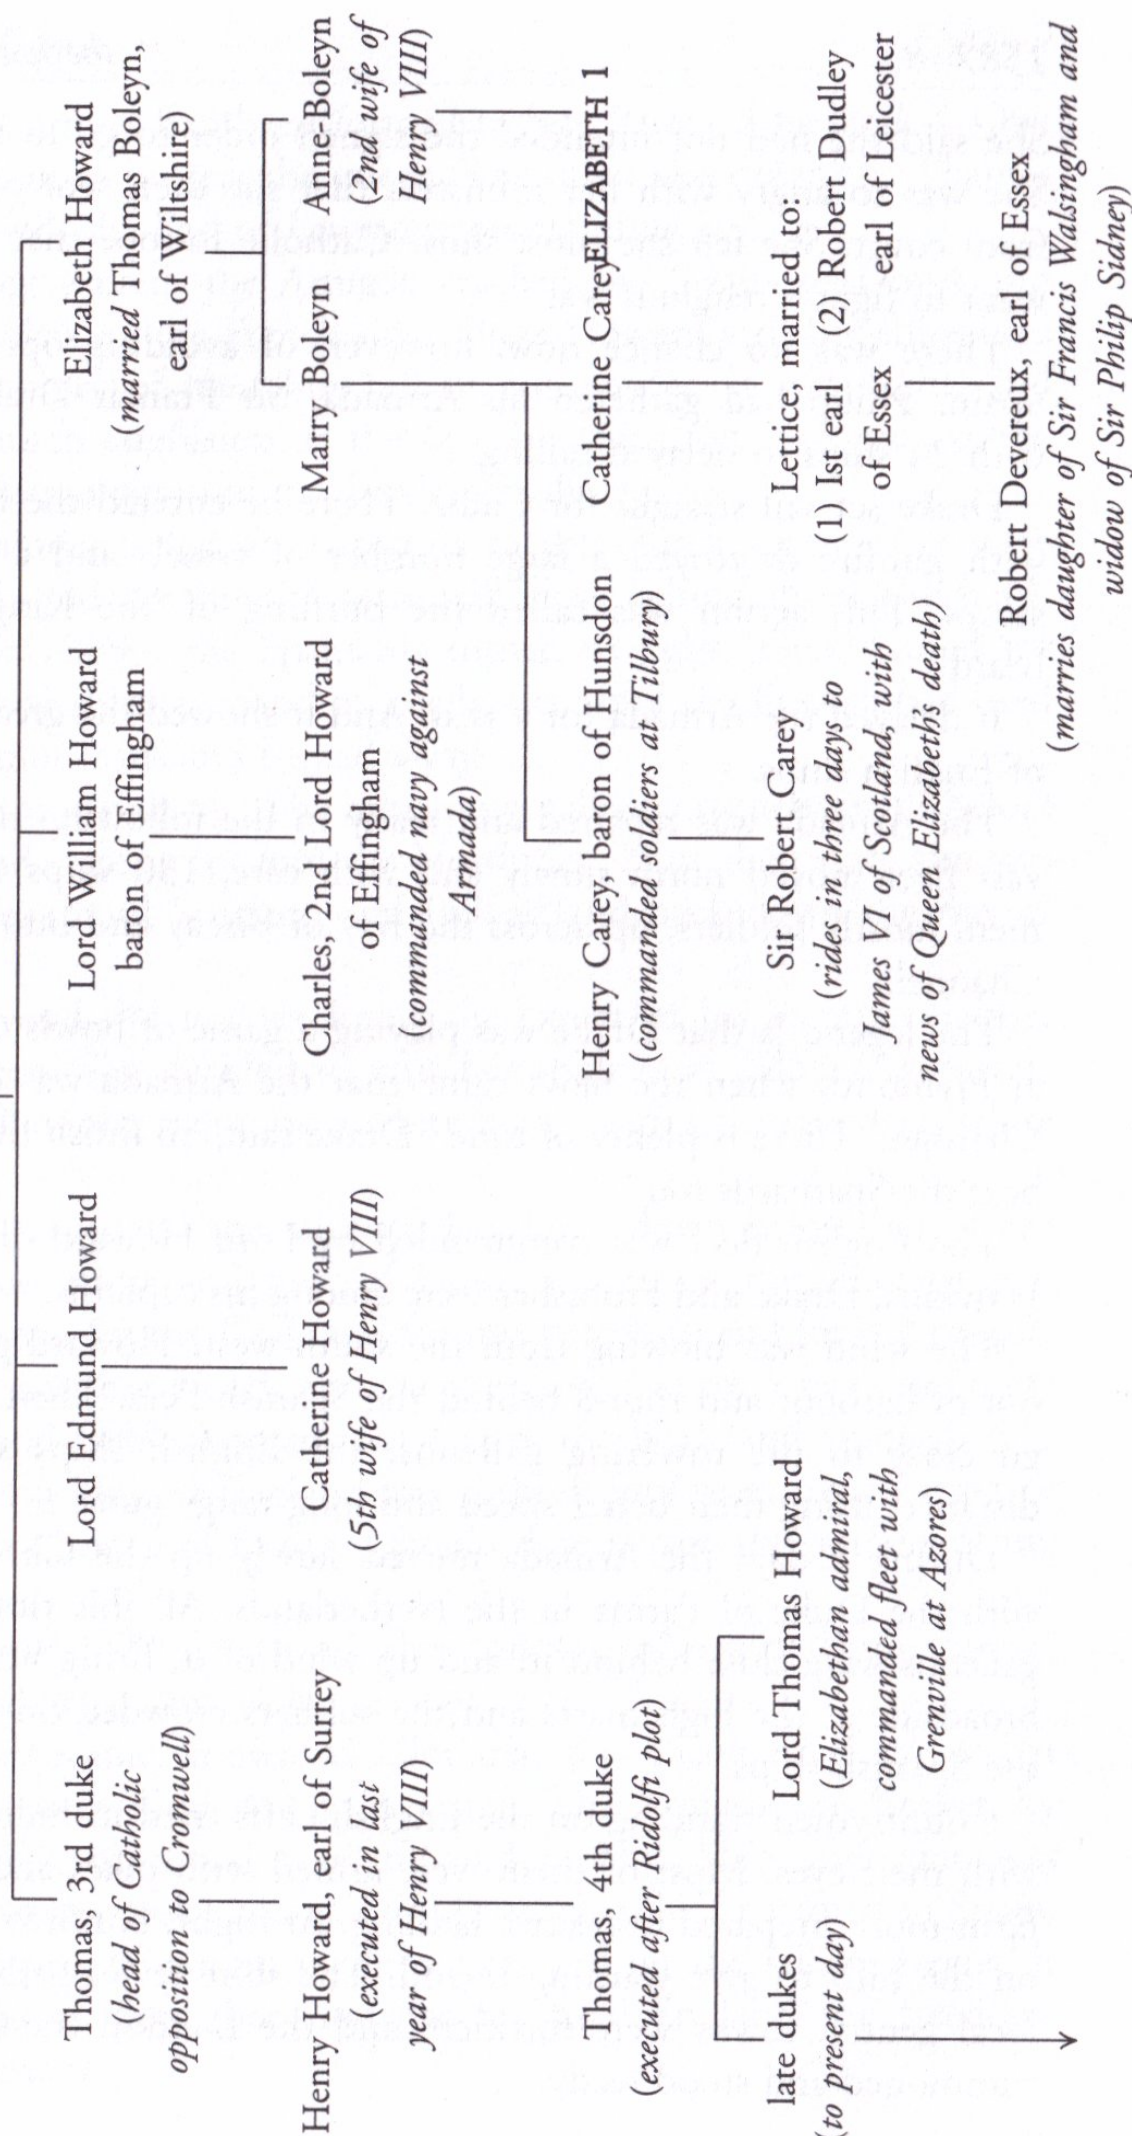 Thomas, 3rd duke
(head of Catholic
opposition to Cromwell)
Lord Edmund Howard
Lord Willian Howard
baron of Effingham
Elizabeth Howard
(married Thomas Boleyn,
earl of Wiltshire)
Henry Howard, earl of Surrey
(executed in last
year of Henry VIII)
Catherine Howard
(5th wife of Henry VIII)
Charles, 2nd Lord Howard
of Effingham
(commanded navy against
Armada)
Marry Boleyn
Anne Boleyn
(2nd wife of
Henry VIII)
Thomas, 4th duke
(executed after Ridolfi plot)
Henry Carey, baron of Hunsdon
(commanded soldiers at Tilbury)
Catherine Carey
ELIZABETH 1
late dukes
(to present day)
Lord Thomas Howard
(Elizabethan admiral,
commanded fleet with
Grenville at Azores)
Sir Robert Carey
(rides in three days to
James VI of Scotland, with
news of Queen Elizabeth's death)
Lettice, married to:
(1) Ist earl (2) Robert Dudley
of Essex earl of Leicester
Robert Devereux, earl of Essex
(marries daughter of Sir Francis Walsingham and
widow of Sir Philip Sidney)